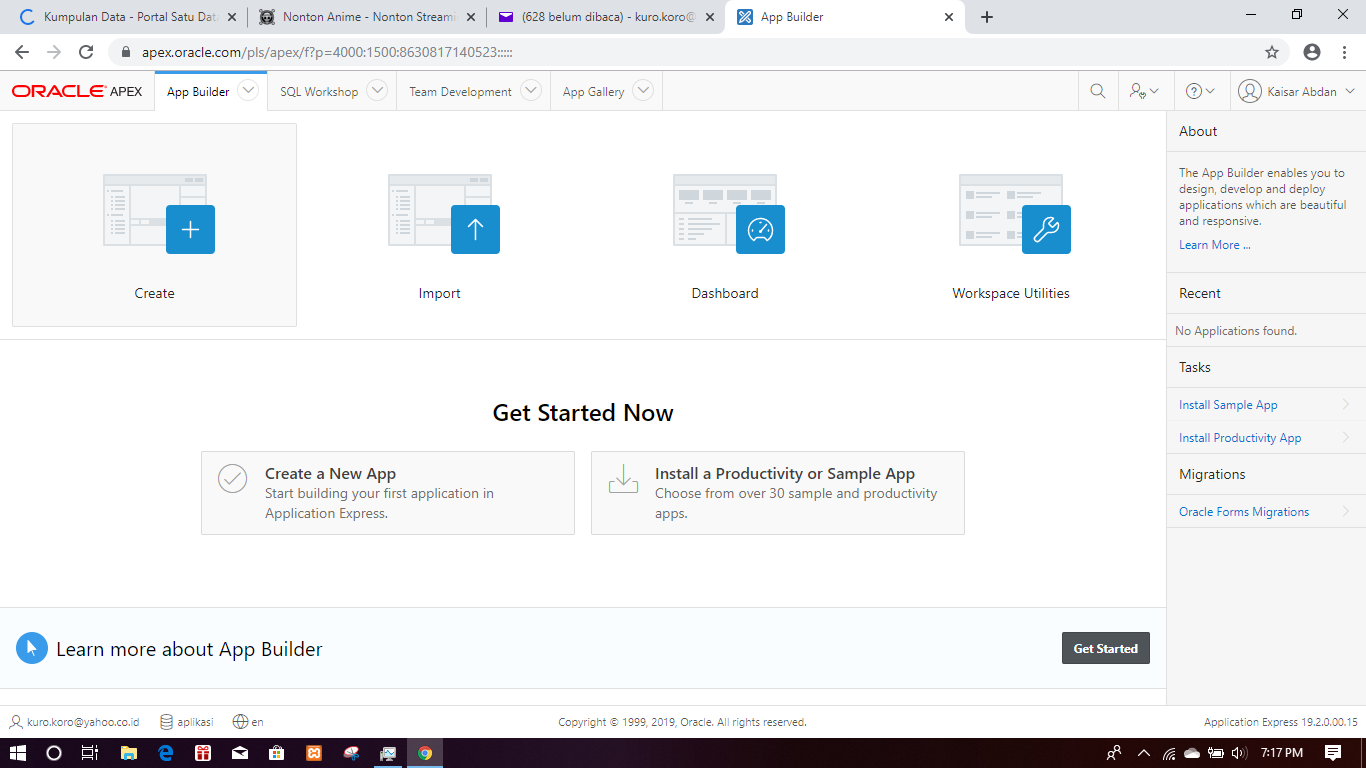 Kumpulan Data - Portal Satu Data
Nonton Anime - Nonton Streami
(628 belum dibaca) - kuro.koro@
App Builder
apex.oracle.com/pls/apex/f?p=4000:1500:8630817140523:::::
ORACLE APEX
App Builder
SQL Workshop
Team Development
App Gallery
Kaisar Abdan
Create
Import
Dashboard
Workspace Utilities
About
The App Builder enables you to
design, develop and deploy
applications which are beautiful
and responsive.
Learn More ...
Recent
No Applications found.
Tasks
Install Sample App
Install Productivity App
Migrations
Oracle Forms Migrations
Get Started Now
Create a New App
Start building your first application in
Application Express.
Install a Productivity or Sample App
Choose from over 30 sample and productivity
apps.
Learn more about App Builder
Get Started
kuro.koro@yahoo.co.id
aplikasi
en
Copyright © 1999, 2019, Oracle. All rights reserved.
Application Express 19.2.0.00.15
7:17 PM